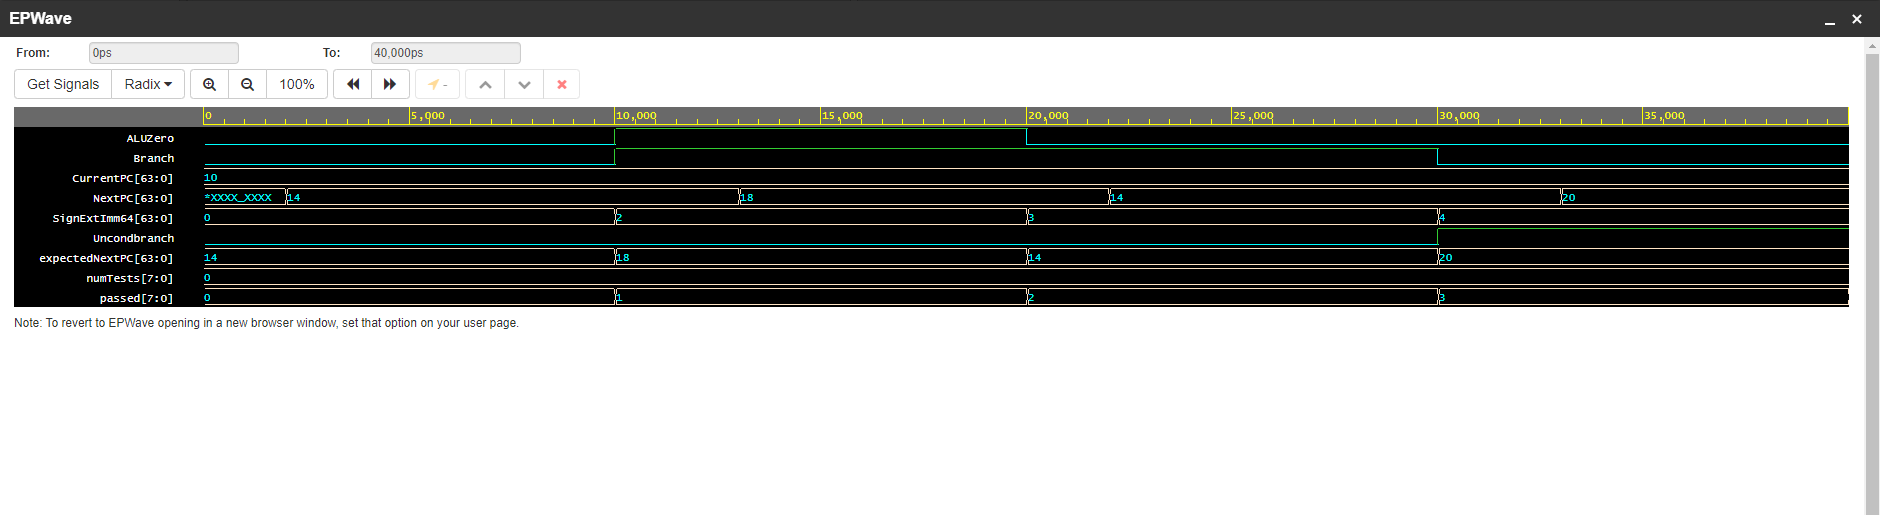 EPWave
From: 0ps To: 40,000ps
Get Signals Radix 100% -
0 5,000 10,000 15,000 20,000 25,000 30,000 35,000
ALUZero
Branch
CurrentPC[63:0] 10
NextPC[63:0] *XXXX_XXXX 14 18 14 20
SignExtImm64[63:0] 0 2 3 4
Uncondbranch
expectedNextPC[63:0] 14 18 14 20
numTests[7:0] 0
passed[7:0] 0 1 2 3
Note: To revert to EPWave opening in a new browser window, set that option on your user page.